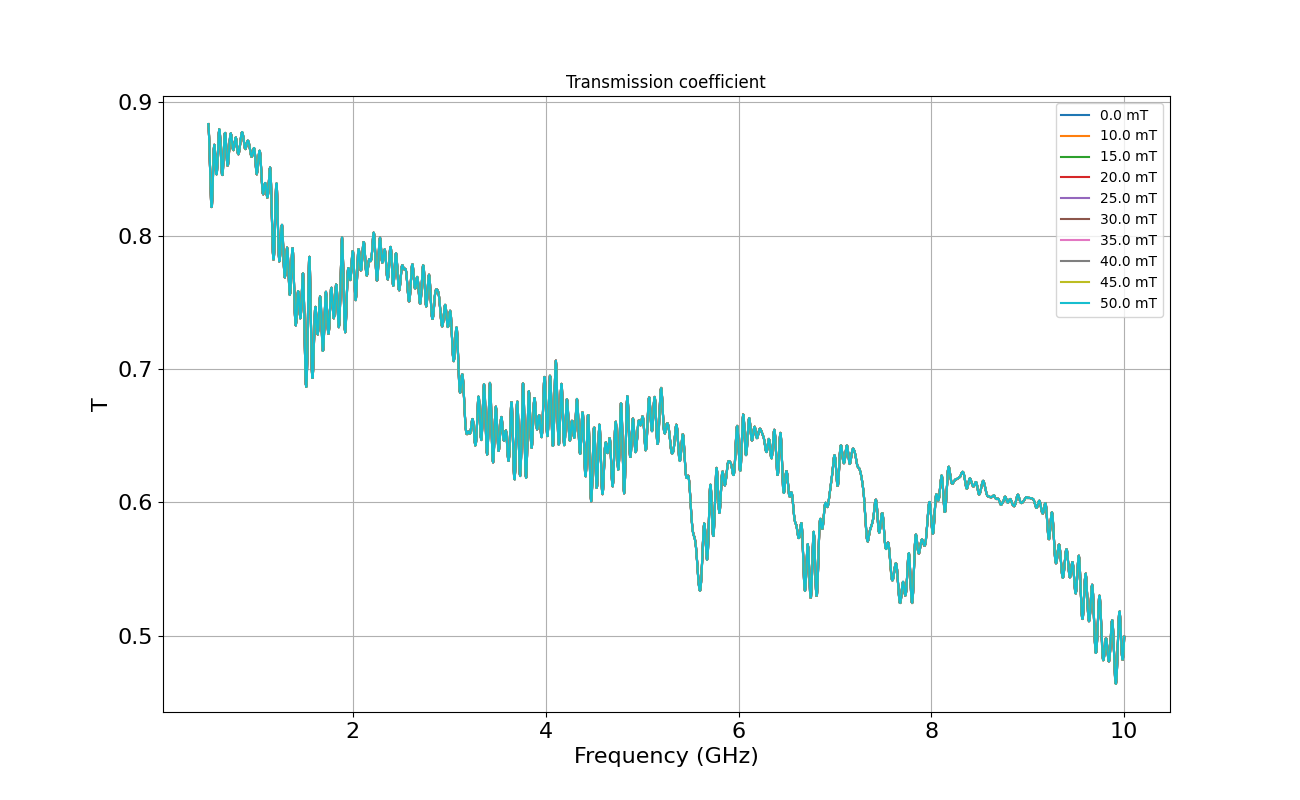 Transmission coefficient
0.9
0.8
0.7
0.6
0.5
T
2
4
6
8
10
Frequency (GHz)
0.0 mT
10.0 mT
15.0 mT
20.0 mT
25.0 mT
30.0 mT
35.0 mT
40.0 mT
45.0 mT
50.0 mT